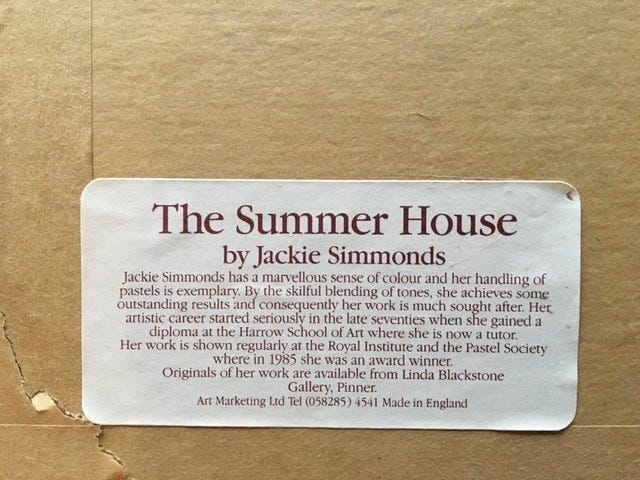 The Summer House
by Jackie Simmonds
Jackie Simmonds has a marvellous sense of colour and her handling of
pastels is exemplary. By the skilful blending of tones, she achieves some
outstanding results and consequently her work is much sought after. Her
artistic career started seriously in the late seventies when she gained a
diploma at the Harrow School of Art where she is now a tutor.
Her work is shown regularly at the Royal Institute and the Pastel Society
where in 1985 she was an award winner.
Originals of her work are available from Linda Blackstone
Gallery, Pinner.
Art Marketing Ltd Tel (058285) 4541 Made in England